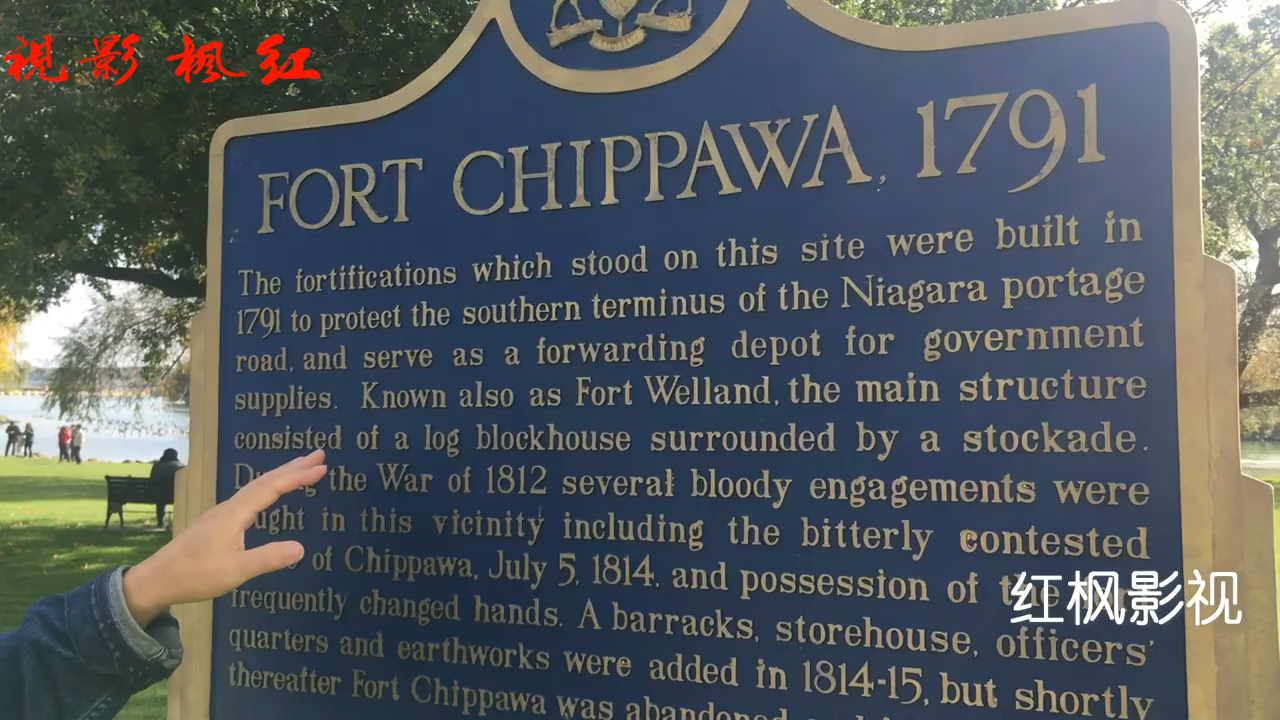 視影枫红
FORT CHIPPAWA, 1791
The fortifications which stood on this site were built in
1791 to protect the southern terminus of the Niagara portage
road, and serve as a forwarding depot for government
supplies. Known also as Fort Welland, the main structure
consisted of a log blockhouse surrounded by a stockade.
the War of 1812 several bloody engagements were
in this vicinity including the bitterly contested
of Chippawa, July 5, 1814, and possession of
红枫影视
frequently changed hands. A barracks, storehouse, officers'
quarters and earthworks were added in 1814-15, but shortly
thereafter Fort Chippawa was abandoned